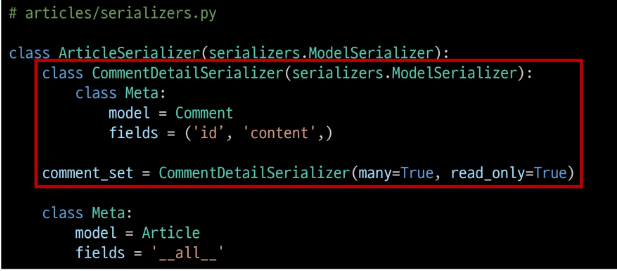 # articles/serializers.py
class ArticleSerializer(serializers.ModelSerializer):
class CommentDetailSerializer(serializers.ModelSerializer):
class Meta:
model = Comment
fields = ('id’, 'content',)
comment_set = CommentDetailSerializer(many=True, read_only=True)
class Meta:
model = Article
fields = '__all__'